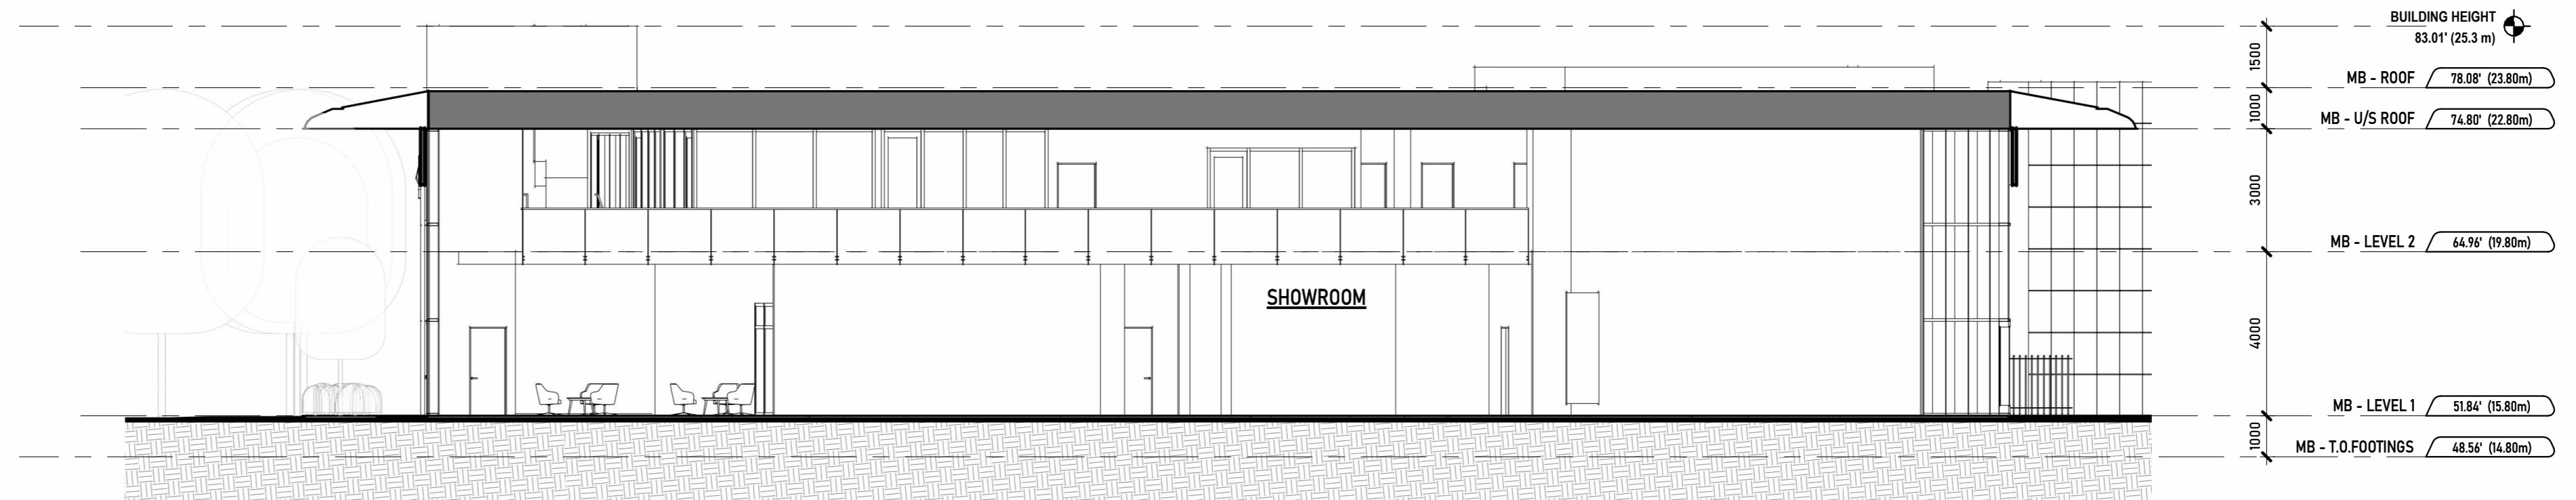 BUILDING HEIGHT
83.01' (25.3 m)
1500
MB - ROOF 78.08' (23.80m)
1000
MB - U/S ROOF 74.80' (22.80m)
3000
MB - LEVEL 2 64.96' (19.80m)
SHOWROOM
4000
MB - LEVEL 1 51.84' (15.80m)
1000
MB - T.O.FOOTINGS 48.56' (14.80m)